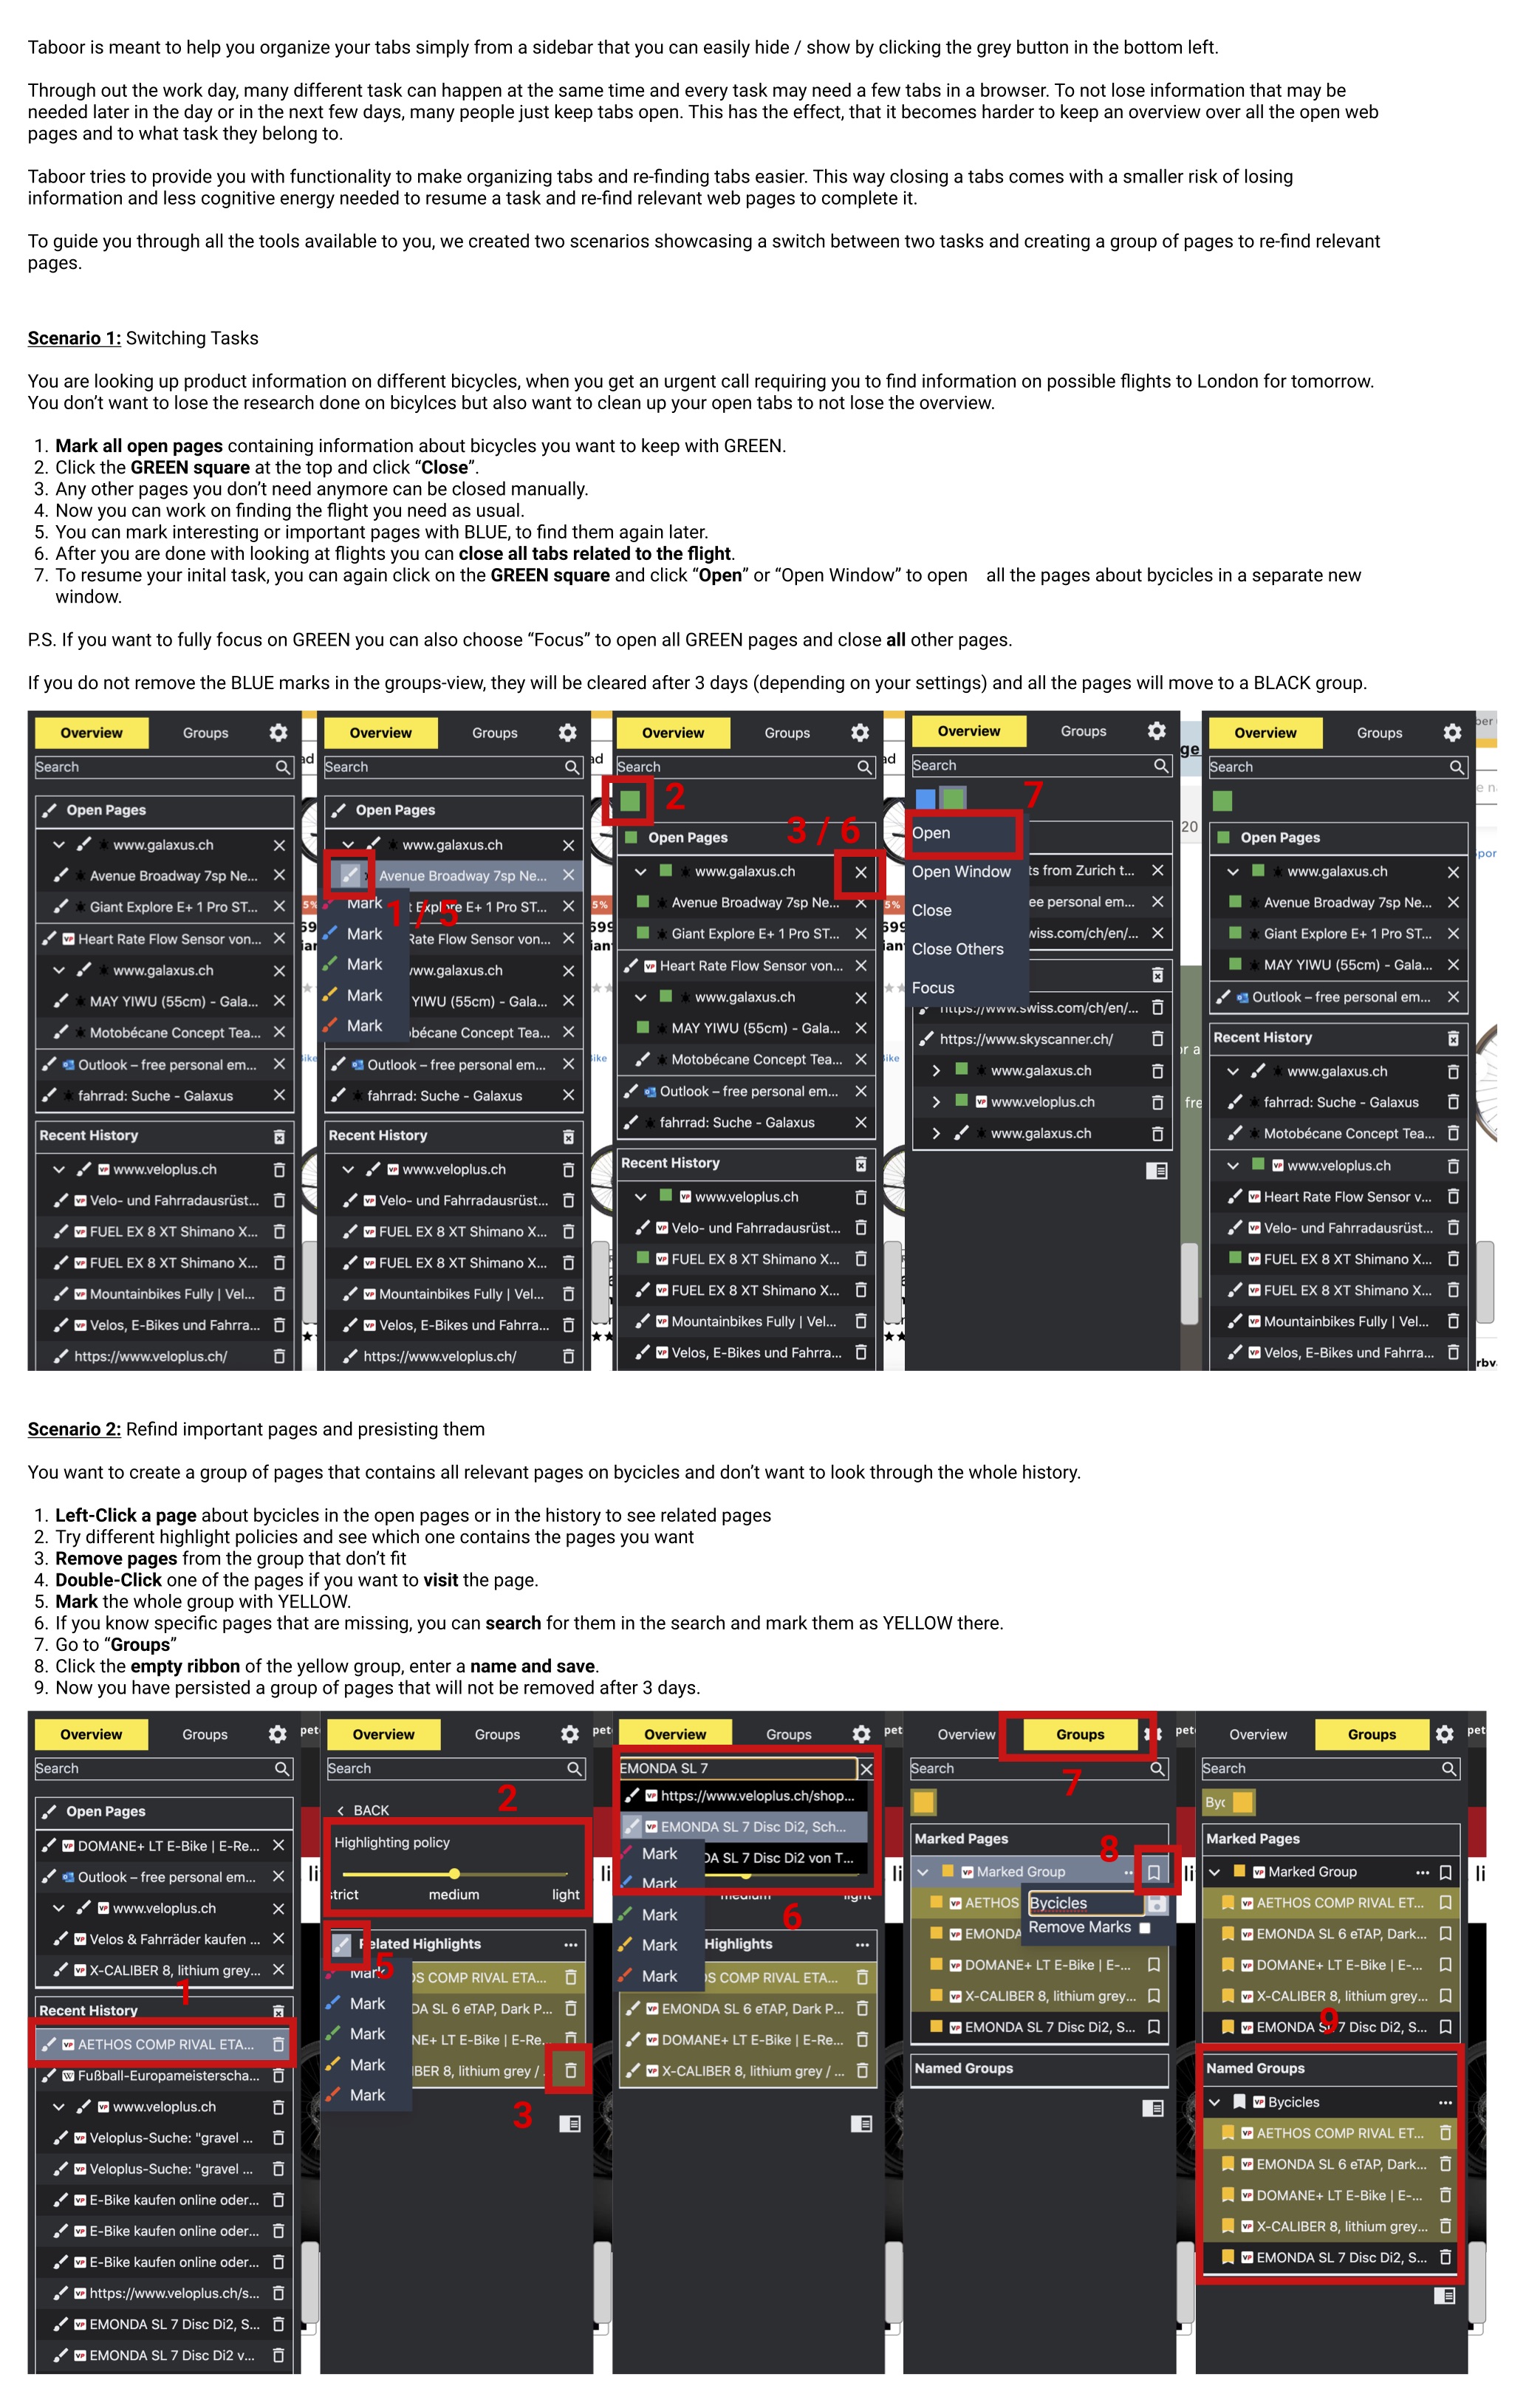 Taboor is meant to help you organize your tabs simply from a sidebar that you can easily hide / show by clicking the grey button in the bottom left.
Through out the work day, many different task can happen at the same time and every task may need a few tabs in a browser. To not lose information that may be
needed later in the day or in the next few days, many people just keep tabs open. This has the effect, that it becomes harder to keep an overview over all the open web
pages and to what task they belong to.
Taboor tries to provide you with functionality to make organizing tabs and re-finding tabs easier. This way closing a tabs comes with a smaller risk of losing
information and less cognitive energy needed to resume a task and re-find relevant web pages to complete it.
To guide you through all the tools available to you, we created two scenarios showcasing a switch between two tasks and creating a group of pages to re-find relevant
pages.
Scenario 1: Switching Tasks
You are looking up product information on different bicycles, when you get an urgent call requiring you to find information on possible flights to London for tomorrow.
You don't want to lose the research done on bicylces but also want to clean up your open tabs to not lose the overview.
1. Mark all open pages containing information about bicycles you want to keep with GREEN.
2. Click the GREEN square at the top and click “Close”.
3. Any other pages you don't need anymore can be closed manually.
4. Now you can work on finding the flight you need as usual.
5. You can mark interesting or important pages with BLUE, to find them again later.
6. After you are done with looking at flights you can close all tabs related to the flight.
7. To resume your inital task, you can again click on the GREEN square and click “Open” or “Open Window” to open all the pages about bycicles in a separate new
window.
P.S. If you want to fully focus on GREEN you can also choose “Focus” to open all GREEN pages and close all other pages.
If you do not remove the BLUE marks in the groups-view, they will be cleared after 3 days (depending on your settings) and all the pages will move to a BLACK group.
Overview Groups
Search
Open Pages
www.galaxus.ch
Avenue Broadway 7sp Ne...
Giant Explore E+ 1 Pro ST...
Heart Rate Flow Sensor von...
www.galaxus.ch
MAY YIWU (55cm) - Gala...
Motobécane Concept Tea...
Outlook – free personal em...
fahrrad: Suche - Galaxus
Recent History
www.veloplus.ch
Velo- und Fahrradausrüst...
FUEL EX 8 XT Shimano X...
FUEL EX 8 XT Shimano X...
Mountainbikes Fully | Vel...
Velos, E-Bikes und Fahrra...
https://www.veloplus.ch/
Overview Groups
Search
Open Pages
www.galaxus.ch
Avenue Broadway 7sp Ne...
Mark
1 / 5
t Explore E+ 1 Pro ST...
Mark
Rate Flow Sensor von...
Mark
ww.galaxus.ch
Mark
YIWU (55cm) - Gala...
Mark
bécane Concept Tea...
Outlook – free personal em...
fahrrad: Suche - Galaxus
Recent History
www.veloplus.ch
Velo- und Fahrradausrüst...
FUEL EX 8 XT Shimano X...
FUEL EX 8 XT Shimano X...
Mountainbikes Fully | Vel...
Velos, E-Bikes und Fahrra...
https://www.veloplus.ch/
Overview Groups
Search
2
3 / 6
Open Pages
www.galaxus.ch
Avenue Broadway 7sp Ne...
Giant Explore E+ 1 Pro ST...
Heart Rate Flow Sensor von...
www.galaxus.ch
MAY YIWU (55cm) - Gala...
Motobécane Concept Tea...
Outlook – free personal em...
fahrrad: Suche - Galaxus
Recent History
www.veloplus.ch
Velo- und Fahrradausrüst...
FUEL EX 8 XT Shimano X...
FUEL EX 8 XT Shimano X...
Mountainbikes Fully | Vel...
Velos, E-Bikes und Fahrra...
Overview Groups
Search
7
Open
Open Window
ts from Zurich t...
Close
ee personal em...
Close Others
wiss.com/ch/en/...
Focus
https://www.swiss.com/ch/en/...
https://www.skyscanner.ch/
www.galaxus.ch
www.veloplus.ch
www.galaxus.ch
Overview Groups
Search
Open Pages
www.galaxus.ch
Avenue Broadway 7sp Ne...
Giant Explore E+ 1 Pro ST...
MAY YIWU (55cm) - Gala...
Outlook – free personal em...
Recent History
www.galaxus.ch
fahrrad: Suche - Galaxus
Motobécane Concept Tea...
www.veloplus.ch
Heart Rate Flow Sensor v...
Velo- und Fahrradausrüst...
FUEL EX 8 XT Shimano X...
FUEL EX 8 XT Shimano X...
Mountainbikes Fully | Vel...
Velos, E-Bikes und Fahrra...
Scenario 2: Refind important pages and presisting them
You want to create a group of pages that contains all relevant pages on bycicles and don't want to look through the whole history.
1. Left-Click a page about bycicles in the open pages or in the history to see related pages
2. Try different highlight policies and see which one contains the pages you want
3. Remove pages from the group that don't fit
4. Double-Click one of the pages if you want to visit the page.
5. Mark the whole group with YELLOW.
6. If you know specific pages that are missing, you can search for them in the search and mark them as YELLOW there.
7. Go to “Groups”
8. Click the empty ribbon of the yellow group, enter a name and save.
9. Now you have persisted a group of pages that will not be removed after 3 days.
Overview Groups
Search
Open Pages
DOMANE+ LT E-Bike | E-Re...
Outlook – free personal em...
www.veloplus.ch
Velos & Fahrräder kaufen ...
X-CALIBER 8, lithium grey...
1
Recent History
AETHOS COMP RIVAL ETA...
Fußball-Europameisterscha...
www.veloplus.ch
Veloplus-Suche: "gravel ...
Veloplus-Suche: "gravel ...
E-Bike kaufen online oder...
E-Bike kaufen online oder...
E-Bike kaufen online oder...
https://www.veloplus.ch/s...
EMONDA SL 7 Disc Di2, S...
EMONDA SL 7 Disc Di2 v...
Overview Groups
Search
2
BACK
Highlighting policy
strict medium light
Related Highlights ...
5
Mark
OS COMP RIVAL ETA...
Mark
DA SL 6 eTAP, Dark P...
Mark
NE+ LT E-Bike | E-Re...
Mark
IBER 8, lithium grey / ...
Mark
3
Overview Groups
EMONDA SL 7
https://www.veloplus.ch/shop...
EMONDA SL 7 Disc Di2, Sch...
Mark
DA SL 7 Disc Di2 von T...
Mark
medium light
6
Mark
Mark
Highlights ...
Mark
OS COMP RIVAL ETA...
EMONDA SL 6 eTAP, Dark P...
DOMANE+ LT E-Bike | E-Re...
X-CALIBER 8, lithium grey / ...
Overview Groups
Search
7
Marked Pages
8
Marked Group
AETHOS
Bycicles
EMONDA
Remove Marks
DOMANE+ LT E-Bike | E-...
X-CALIBER 8, lithium grey...
EMONDA SL 7 Disc Di2, S...
Named Groups
Overview Groups
Search
Byc
Marked Pages
Marked Group ...
AETHOS COMP RIVAL ET...
EMONDA SL 6 eTAP, Dark...
DOMANE+ LT E-Bike | E-...
X-CALIBER 8, lithium grey...
9
EMONDA SL 7 Disc Di2, S...
Named Groups
Bycicles ...
AETHOS COMP RIVAL ET...
EMONDA SL 6 eTAP, Dark...
DOMANE+ LT E-Bike | E-...
X-CALIBER 8, lithium grey...
EMONDA SL 7 Disc Di2, S...